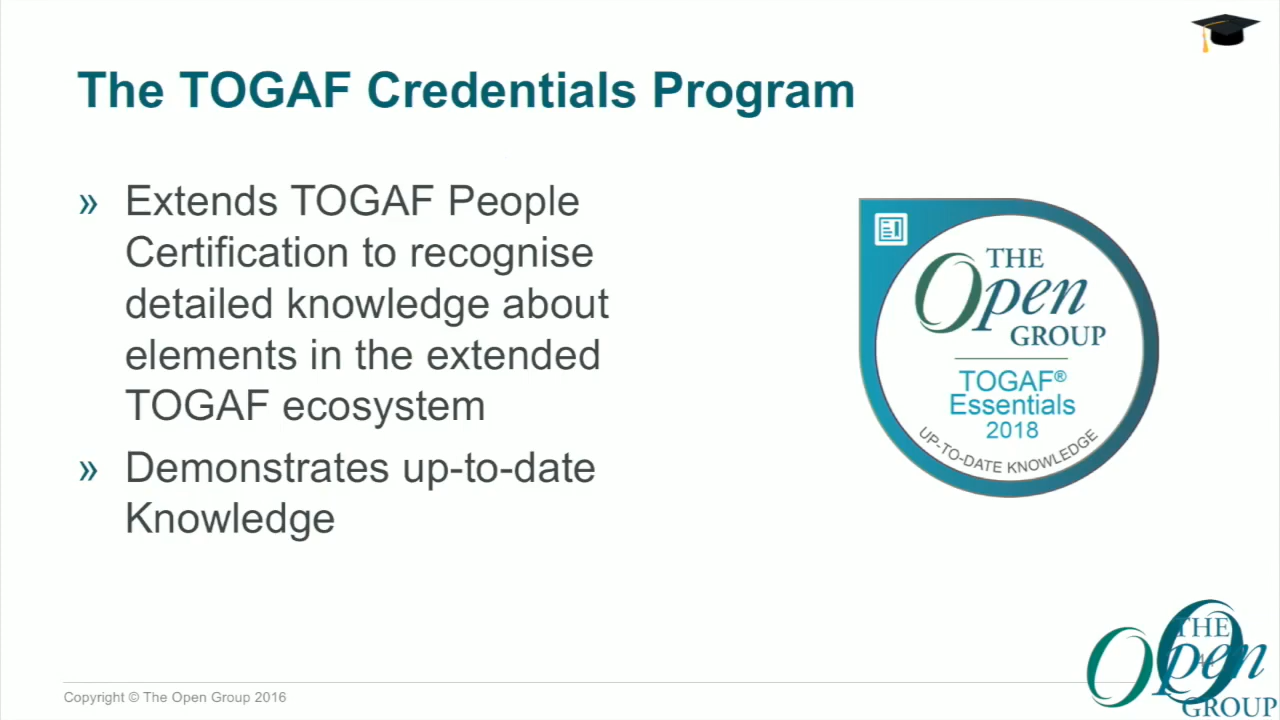 The TOGAF Credentials Program
» Extends TOGAF People
Certification to recognise
detailed knowledge about
elements in the extended
TOGAF ecosystem
» Demonstrates up-to-date
Knowledge
THE
Open
GROUP
TOGAF®
Essentials
2018
UP-TO-DATE KNOWLEDGE
Copyright © The Open Group 2016
THE
Open
GROUP